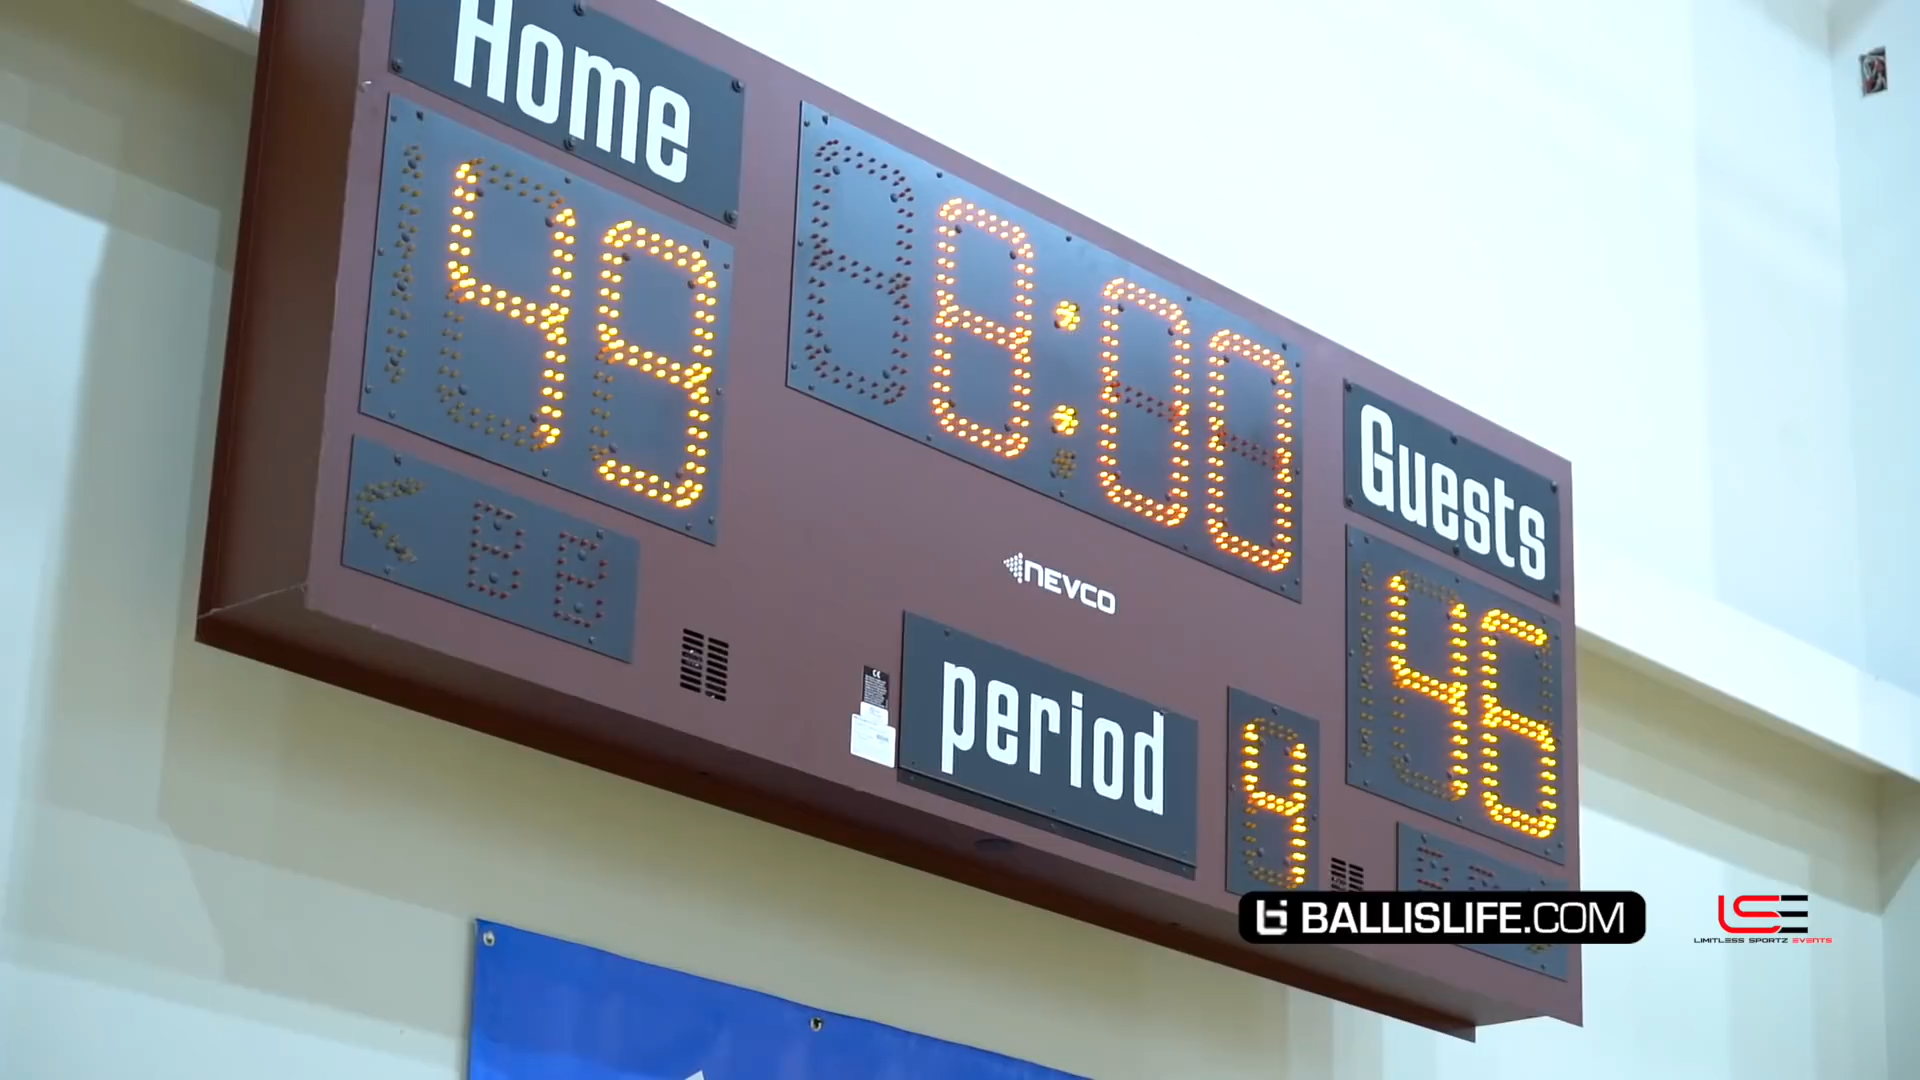 Home
49
8:00
Guests
46
NEVCO
period
4
BALLISLIFE.COM
LSE
LIMITLESS SPORTZ EVENTS